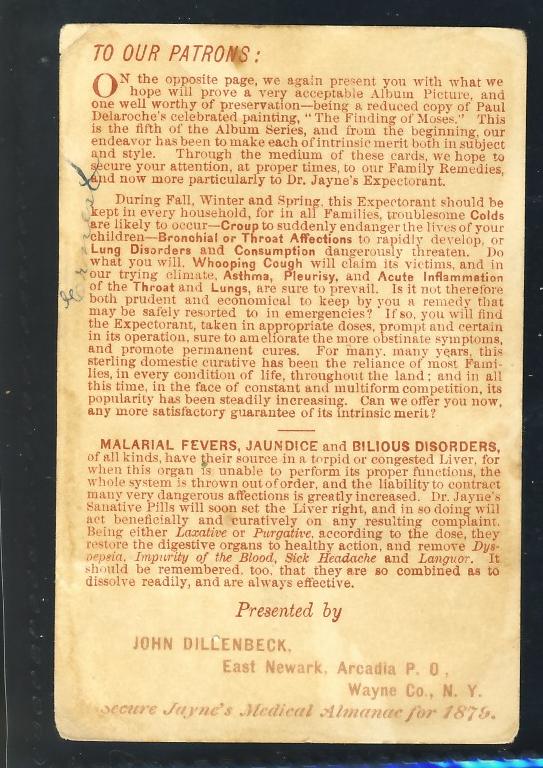 TO OUR PATRONS:
ON the opposite page, we again present you with what we
hope will prove a very acceptable Album Picture, and
one well worthy of preservation—being a reduced copy of Paul
Delaroche's celebrated painting, "The Finding of Moses." This
is the fifth of the Album Series, and from the beginning, our
endeavor has been to make each of intrinsic merit both in subject
and style. Through the medium of these cards, we hope to
secure your attention, at proper times, to our Family Remedies,
and now more particularly to Dr. Jayne's Expectorant.
During Fall, Winter and Spring, this Expectorant should be
kept in every household, for in all Families, troublesome Colds
are likely to occur—Croup to suddenly endanger the lives of your
children—Bronchial or Throat Affections to rapidly develop, or
Lung Disorders and Consumption dangerously threaten. Do
what you will, Whooping Cough will claim its victims, and in
our trying climate, Asthma, Pleurisy, and Acute Inflammation
of the Throat and Lungs, are sure to prevail. Is it not therefore
both prudent and economical to keep by you a remedy that
may be safely resorted to in emergencies? If so, you will find
the Expectorant, taken in appropriate doses, prompt and certain
in its operation, sure to ameliorate the more obstinate symptoms,
and promote permanent cures. For many, many years, this
sterling domestic curative has been the reliance of most Fami-
lies, in every condition of life, throughout the land; and in all
this time, in the face of constant and multiform competition, its
popularity has been steadily increasing. Can we offer you now,
any more satisfactory guarantee of its intrinsic merit?
MALARIAL FEVERS, JAUNDICE and BILIOUS DISORDERS,
of all kinds, have their source in a torpid or congested Liver, for
when this organ is unable to perform its proper functions, the
whole system is thrown out of order, and the liability to contract
many very dangerous affections is greatly increased. Dr. Jayne's
Sanative Pills will soon set the Liver right, and in so doing will
act beneficially and curatively on any resulting complaint.
Being either Laxative or Purgative, according to the dose, they
restore the digestive organs to healthy action, and remove Dys-
pepsia, Impurity of the Blood, Sick Headache and Languor. It
should be remembered, too, that they are so combined as to
dissolve readily, and are always effective.
Presented by
JOHN DILLENBECK,
East Newark, Arcadia P. O,
Wayne Co., N. Y.
Secure Jayne's Medical Almanac for 1879.